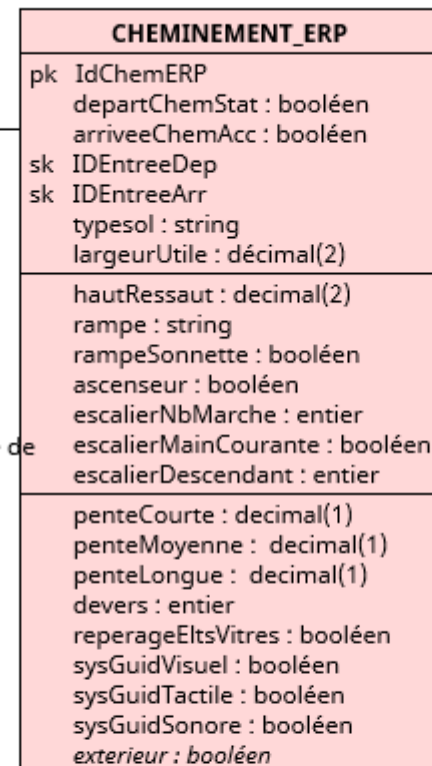 CHEMINEMENT_ERP
pk IdChemERP
departChemStat : booléen
arriveeChemAcc : booléen
sk IDEntreeDep
sk IDEntreeArr
typesol : string
largeurUtile : décimal(2)
hautRessaut : decimal(2)
rampe : string
rampeSonnette : booléen
ascenseur : booléen
escalierNbMarche : entier
de escalierMainCourante : booléen
escalierDescendant : entier
penteCourte : decimal(1)
penteMoyenne : decimal(1)
penteLongue : decimal(1)
devers : entier
reperageEltsVitres : booléen
sysGuidVisuel : booléen
sysGuidTactile : booléen
sysGuidSonore : booléen
exterieur : booléen